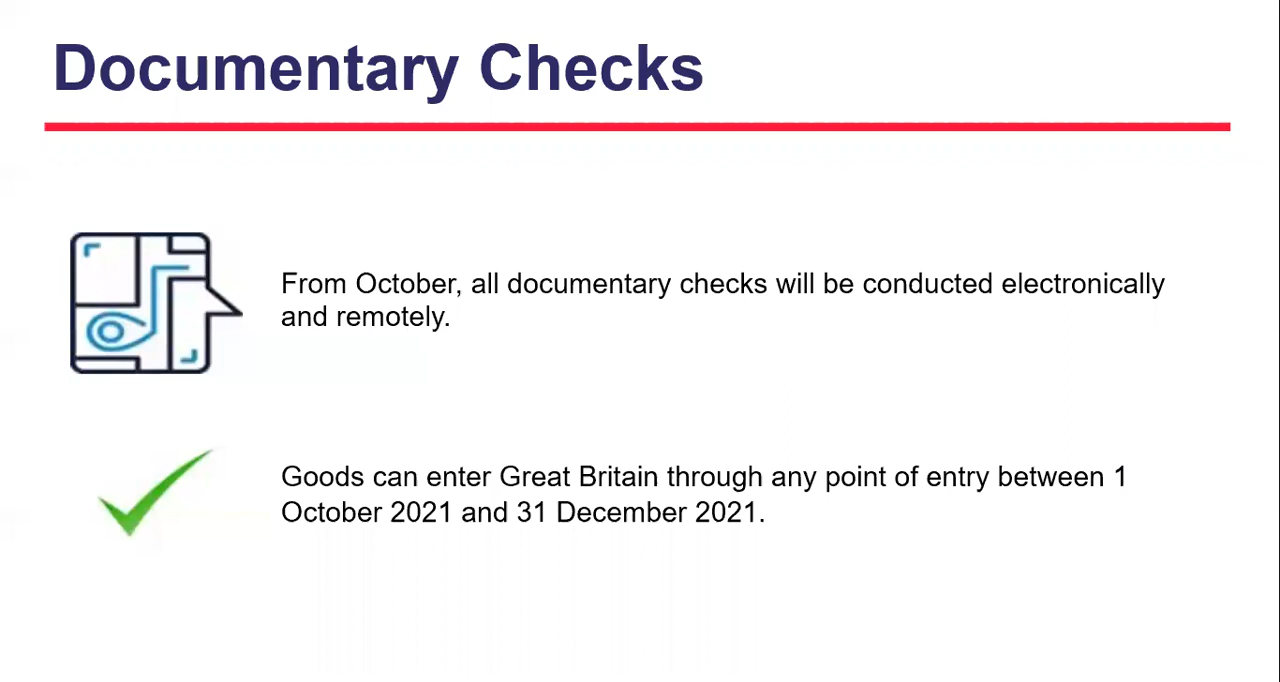 Documentary Checks
From October, all documentary checks will be conducted electronically
and remotely.
Goods can enter Great Britain through any point of entry between 1
October 2021 and 31 December 2021.